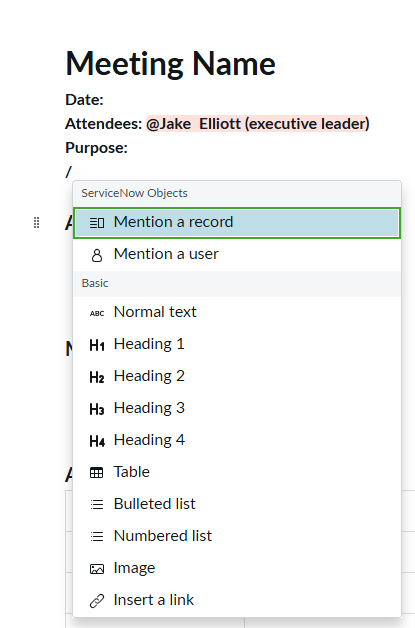 Meeting Name
Date:
Attendees: @Jake Elliott (executive leader)
Purpose:
/
ServiceNow Objects
Mention a record
Mention a user
Basic
ABC Normal text
H1 Heading 1
H2 Heading 2
H3 Heading 3
H4 Heading 4
Table
Bulleted list
Numbered list
Image
Insert a link